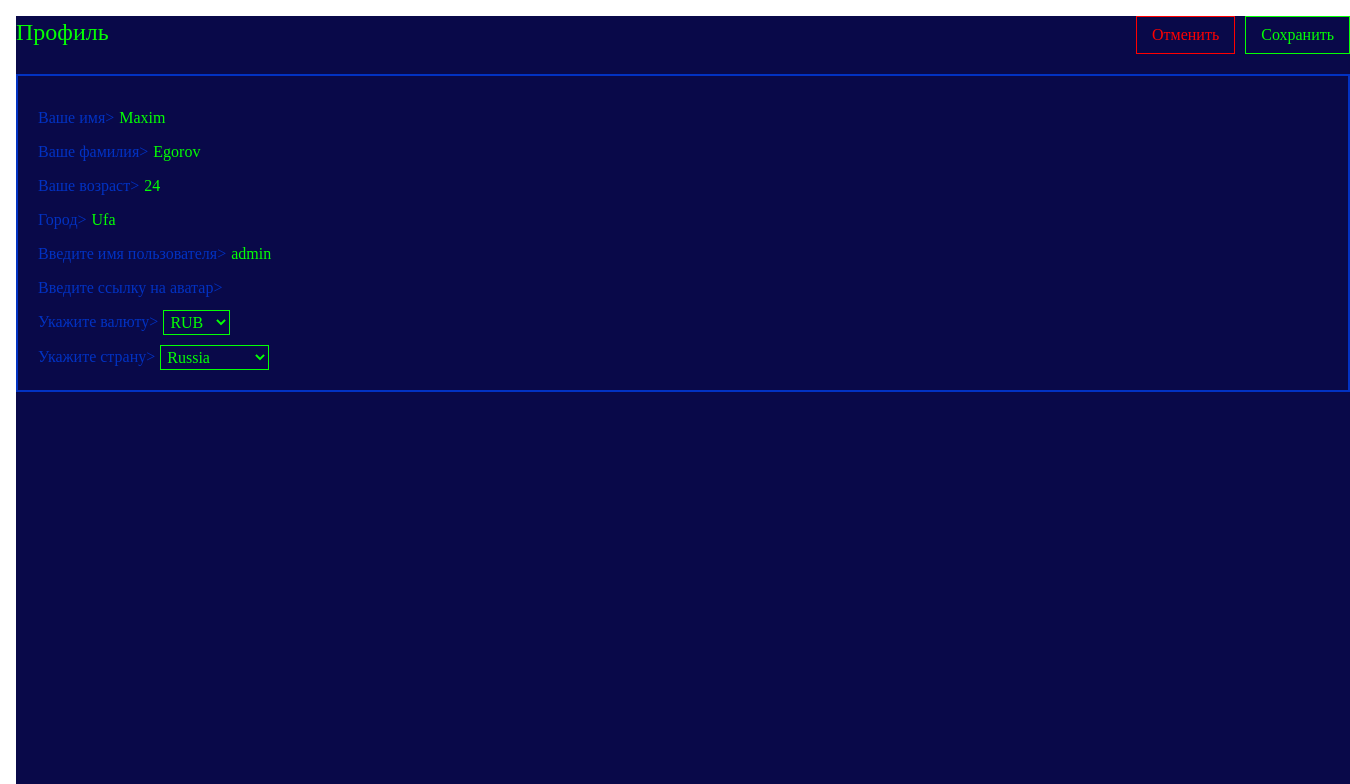 Профиль
Отменить
Сохранить
Ваше имя> Maxim
Ваше фамилия> Egorov
Ваше возраст> 24
Город> Ufa
Введите имя пользователя> admin
Введите ссылку на аватар>
Укажите валюту> RUB
Укажите страну> Russia